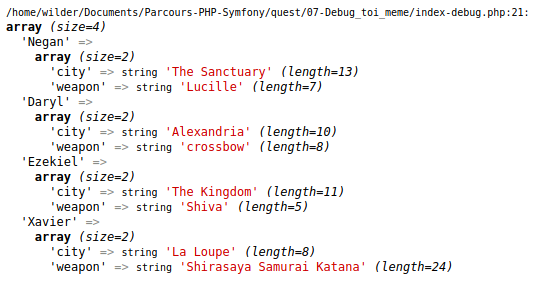 /home/wilder/Documents/Parcours-PHP-Symfony/quest/07-Debug_toi_meme/index-debug.php:21:
array (size=4)
  'Negan' =>
    array (size=2)
      'city' => string 'The Sanctuary' (length=13)
      'weapon' => string 'Lucille' (length=7)
  'Daryl' =>
    array (size=2)
      'city' => string 'Alexandria' (length=10)
      'weapon' => string 'crossbow' (length=8)
  'Ezekiel' =>
    array (size=2)
      'city' => string 'The Kingdom' (length=11)
      'weapon' => string 'Shiva' (length=5)
  'Xavier' =>
    array (size=2)
      'city' => string 'La Loupe' (length=8)
      'weapon' => string 'Shirasaya Samurai Katana' (length=24)